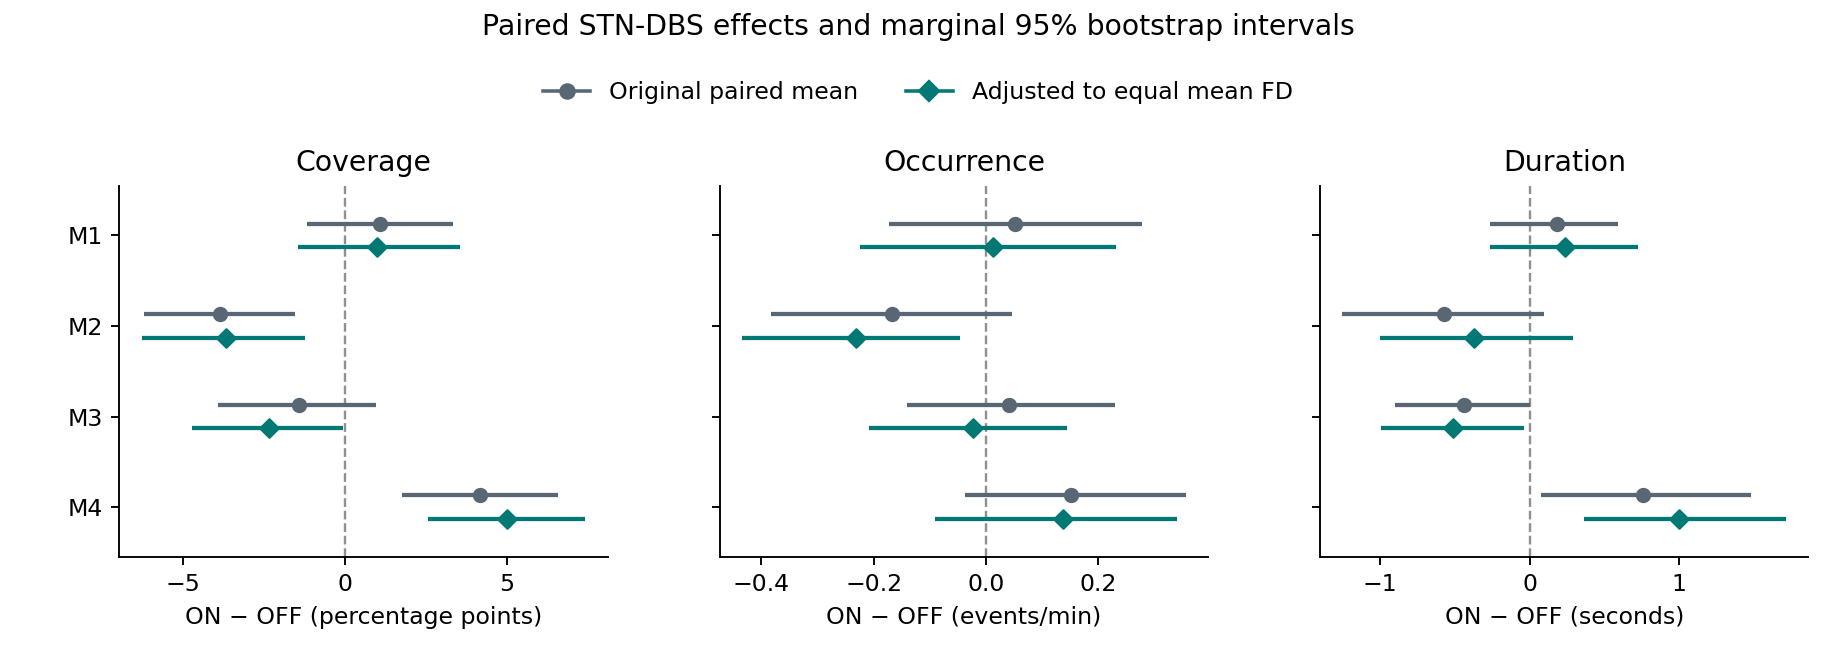 Paired STN-DBS effects and marginal 95% bootstrap intervals
Original paired mean
Adjusted to equal mean FD
Coverage
Occurrence
Duration
M1
M2
M3
M4
−5 0 5
−0.4 −0.2 0.0 0.2
−1 0 1
ON − OFF (percentage points)
ON − OFF (events/min)
ON − OFF (seconds)